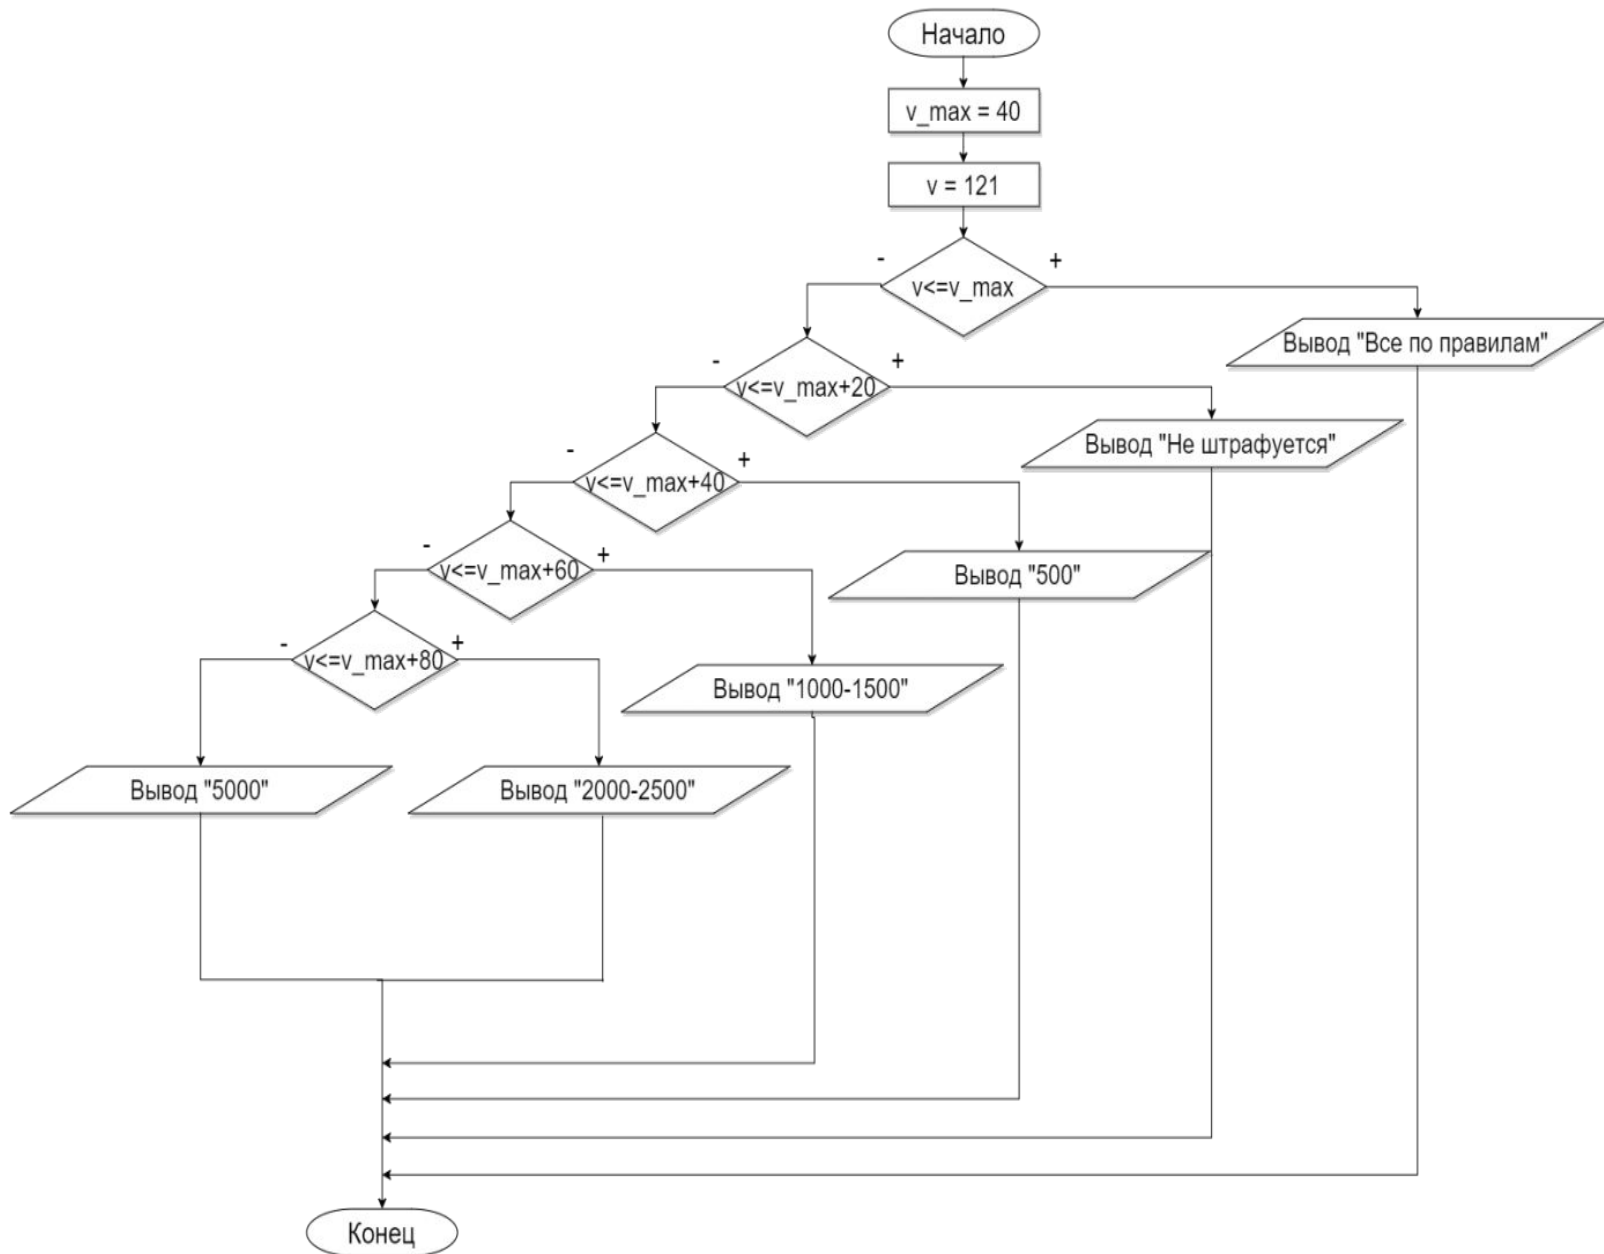 Начало
v_max = 40
v = 121
-
+
v<=v_max
Вывод "Все по правилам"
-
+
v<=v_max+20
Вывод "Не штрафуется"
-
+
v<=v_max+40
Вывод "500"
-
+
v<=v_max+60
Вывод "1000-1500"
-
+
v<=v_max+80
Вывод "5000"
Вывод "2000-2500"
Конец